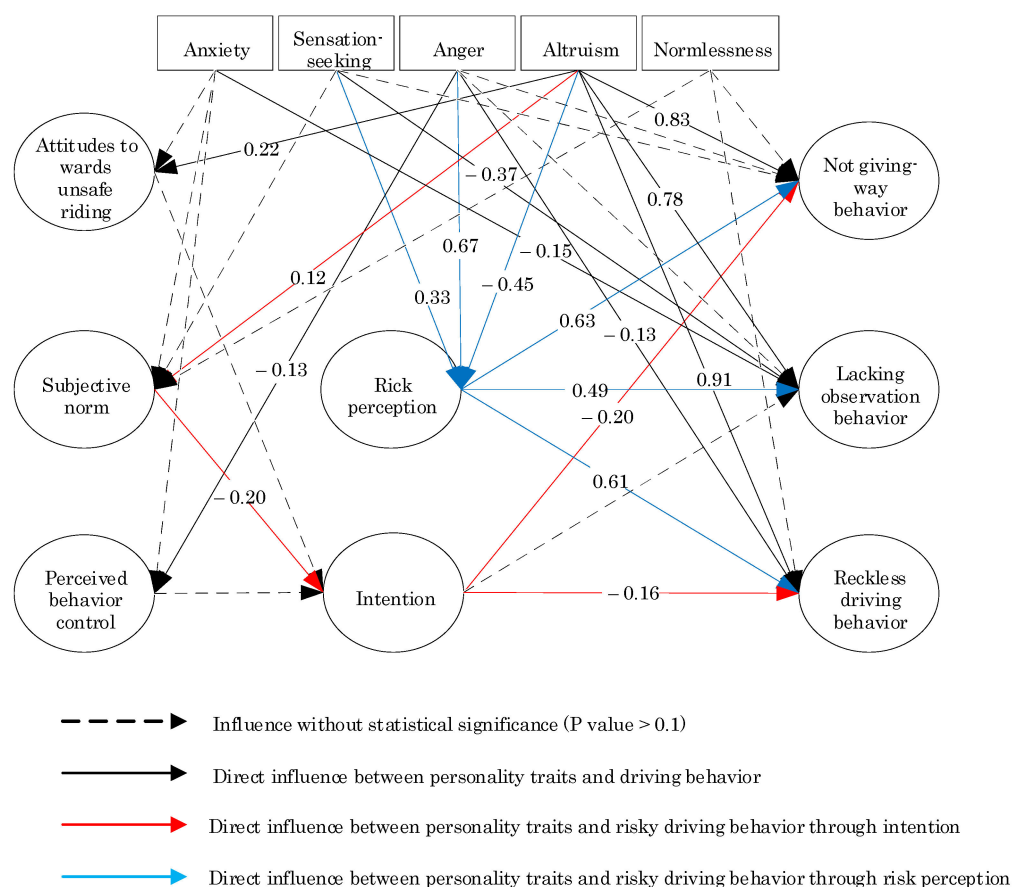 Anxiety
Sensation-
seeking
Anger
Altruism
Normlessness
Attitudes to
wards
unsafe
riding
Not giving-
way
behavior
Subjective
norm
Rick
perception
Lacking
observation
behavior
Perceived
behavior
control
Intention
Reckless
driving
behavior
0.83
0.22
－0.37
0.78
0.67
－0.15
0.12
－0.45
0.33
0.63
－0.13
－0.13
0.91
0.49
－0.20
0.61
－0.20
－0.16
Influence without statistical significance (P value > 0.1)
Direct influence between personality traits and driving behavior
Direct influence between personality traits and risky driving behavior through intention
Direct influence between personality traits and risky driving behavior through risk perception